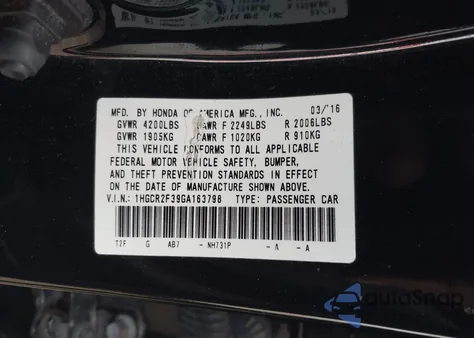 MFD. BY HONDA OF AMERICA MFG., INC. 03/'16
GVWR 4200LBS GAWR F 2249LBS R 2006LBS
GVWR 1905KG GAWR F 1020KG R 910KG
THIS VEHICLE CONFORMS TO ALL APPLICABLE
FEDERAL MOTOR VEHICLE SAFETY, BUMPER,
AND THEFT PREVENTION STANDARDS IN EFFECT
ON THE DATE OF MANUFACTURE SHOWN ABOVE.
V.I.N.: 1HGCR2F39GA163798 TYPE: PASSENGER CAR
T2F G AB7 - NH731P - A - A
autoSnap